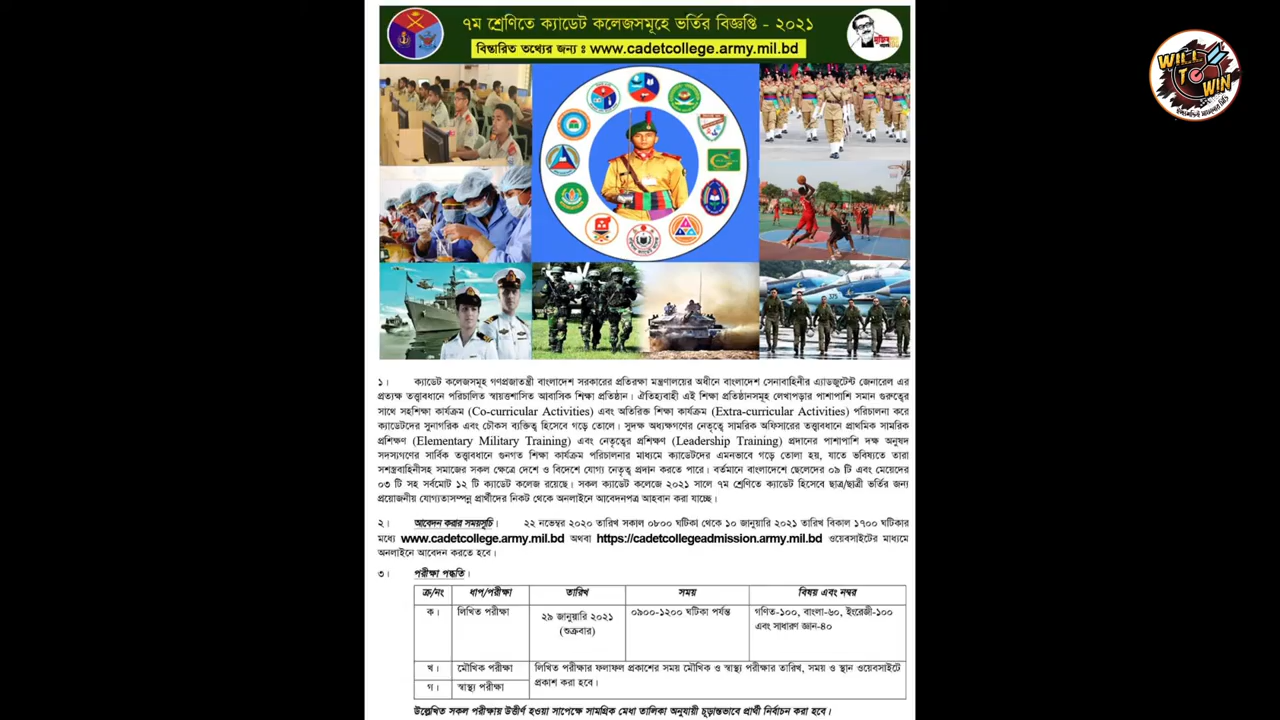 ৭ম শ্রেণিতে ক্যাডেট কলেজসমূহে ভর্তির বিজ্ঞপ্তি - ২০২১
বিস্তারিত তথ্যের জন্য ঃ www.cadetcollege.army.mil.bd
WILL
TO
WIN
375
১। ক্যাডেট কলেজসমূহ গণপ্রজাতন্ত্রী বাংলাদেশ সরকারের প্রতিরক্ষা মন্ত্রণালয়ের অধীনে বাংলাদেশ সেনাবাহিনীর এ্যাডজুটেন্ট জেনারেল এর
প্রত্যক্ষ তত্ত্বাবধানে পরিচালিত স্বায়ত্তশাসিত আবাসিক শিক্ষা প্রতিষ্ঠান। ঐতিহ্যবাহী এই শিক্ষা প্রতিষ্ঠানসমূহ লেখাপড়ার পাশাপাশি সমান গুরুত্বের
সাথে সহশিক্ষা কার্যক্রম (Co-curricular Activities) এবং অতিরিক্ত শিক্ষা কার্যক্রম (Extra-curricular Activities) পরিচালনা করে
ক্যাডেটদের সুনাগরিক এবং চৌকস ব্যক্তিত্ব হিসেবে গড়ে তোলে। সুদক্ষ অধ্যক্ষগণের নেতৃত্বে সামরিক অফিসারের তত্ত্বাবধানে প্রাথমিক সামরিক
প্রশিক্ষণ (Elementary Military Training) এবং নেতৃত্বের প্রশিক্ষণ (Leadership Training) প্রদানের পাশাপাশি দক্ষ অনুষদ
সদস্যগণের সার্বিক তত্ত্বাবধানে গুনগত শিক্ষা কার্যক্রম পরিচালনার মাধ্যমে ক্যাডেটদের এমনভাবে গড়ে তোলা হয়, যাতে ভবিষ্যতে তারা
সশস্ত্রবাহিনীসহ সমাজের সকল ক্ষেত্রে দেশে ও বিদেশে যোগ্য নেতৃত্ব প্রদান করতে পারে। বর্তমানে বাংলাদেশে ছেলেদের ০৯ টি এবং মেয়েদের
০৩ টি সহ সর্বমোট ১২ টি ক্যাডেট কলেজ রয়েছে। সকল ক্যাডেট কলেজে ২০২১ সালে ৭ম শ্রেণিতে ক্যাডেট হিসেবে ছাত্র/ছাত্রী ভর্তির জন্য
প্রয়োজনীয় যোগ্যতাসম্পন্ন প্রার্থীদের নিকট থেকে অনলাইনে আবেদনপত্র আহবান করা যাচ্ছে।
২। আবেদন করার সময়সূচি। ২২ নভেম্বর ২০২০ তারিখ সকাল ০৮০০ ঘটিকা থেকে ১০ জানুয়ারি ২০২১ তারিখ বিকাল ১৭০০ ঘটিকার
মধ্যে www.cadetcollege.army.mil.bd অথবা https://cadetcollegeadmission.army.mil.bd ওয়েবসাইটের মাধ্যমে
অনলাইনে আবেদন করতে হবে।
৩। পরীক্ষা পদ্ধতি।
ক্র/নং ধাপ/পরীক্ষা তারিখ সময় বিষয় এবং নম্বর
ক। লিখিত পরীক্ষা ২৯ জানুয়ারি ২০২১ ০৯০০-১২০০ ঘটিকা পর্যন্ত গণিত-১০০, বাংলা-৬০, ইংরেজী-১০০
(শুক্রবার) এবং সাধারণ জ্ঞান-৪০
খ। মৌখিক পরীক্ষা লিখিত পরীক্ষার ফলাফল প্রকাশের সময় মৌখিক ও স্বাস্থ্য পরীক্ষার তারিখ, সময় ও স্থান ওয়েবসাইটে
গ। স্বাস্থ্য পরীক্ষা প্রকাশ করা হবে।
উল্লেখিত সকল পরীক্ষায় উত্তীর্ণ হওয়া সাপেক্ষে সামগ্রিক মেধা তালিকা অনুযায়ী চূড়ান্তভাবে প্রার্থী নির্বাচন করা হবে।